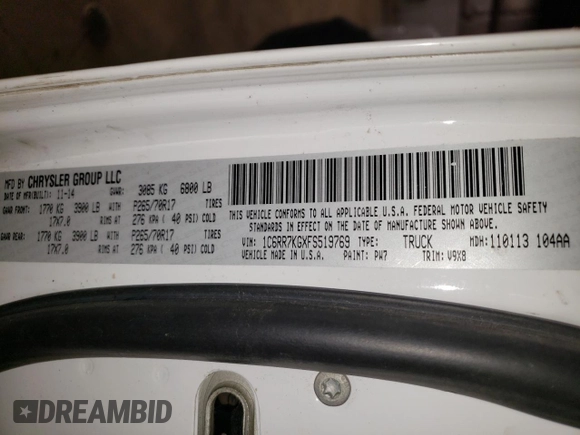 MFD BY CHRYSLER GROUP LLC
DATE OF MFR(BUILT): 11-14 GVWR: 3085 KG 6800 LB
GAWR FRONT: 1770 KG 3900 LB WITH P265/70R17 TIRES
17X7.0 RIMS AT 276 KPA ( 40 PSI) COLD
GAWR REAR: 1770 KG 3900 LB WITH P265/70R17 TIRES
17X7.0 RIMS AT 276 KPA ( 40 PSI) COLD
THIS VEHICLE CONFORMS TO ALL APPLICABLE U.S.A. FEDERAL MOTOR VEHICLE SAFETY
STANDARDS IN EFFECT ON THE DATE OF MANUFACTURE SHOWN ABOVE.
VIN: 1C6RR7KGXFS519769 TYPE: TRUCK MDH: 110113 104AA
VEHICLE MADE IN U.S.A. PAINT: PW7 TRIM: V9X8
DREAMBID